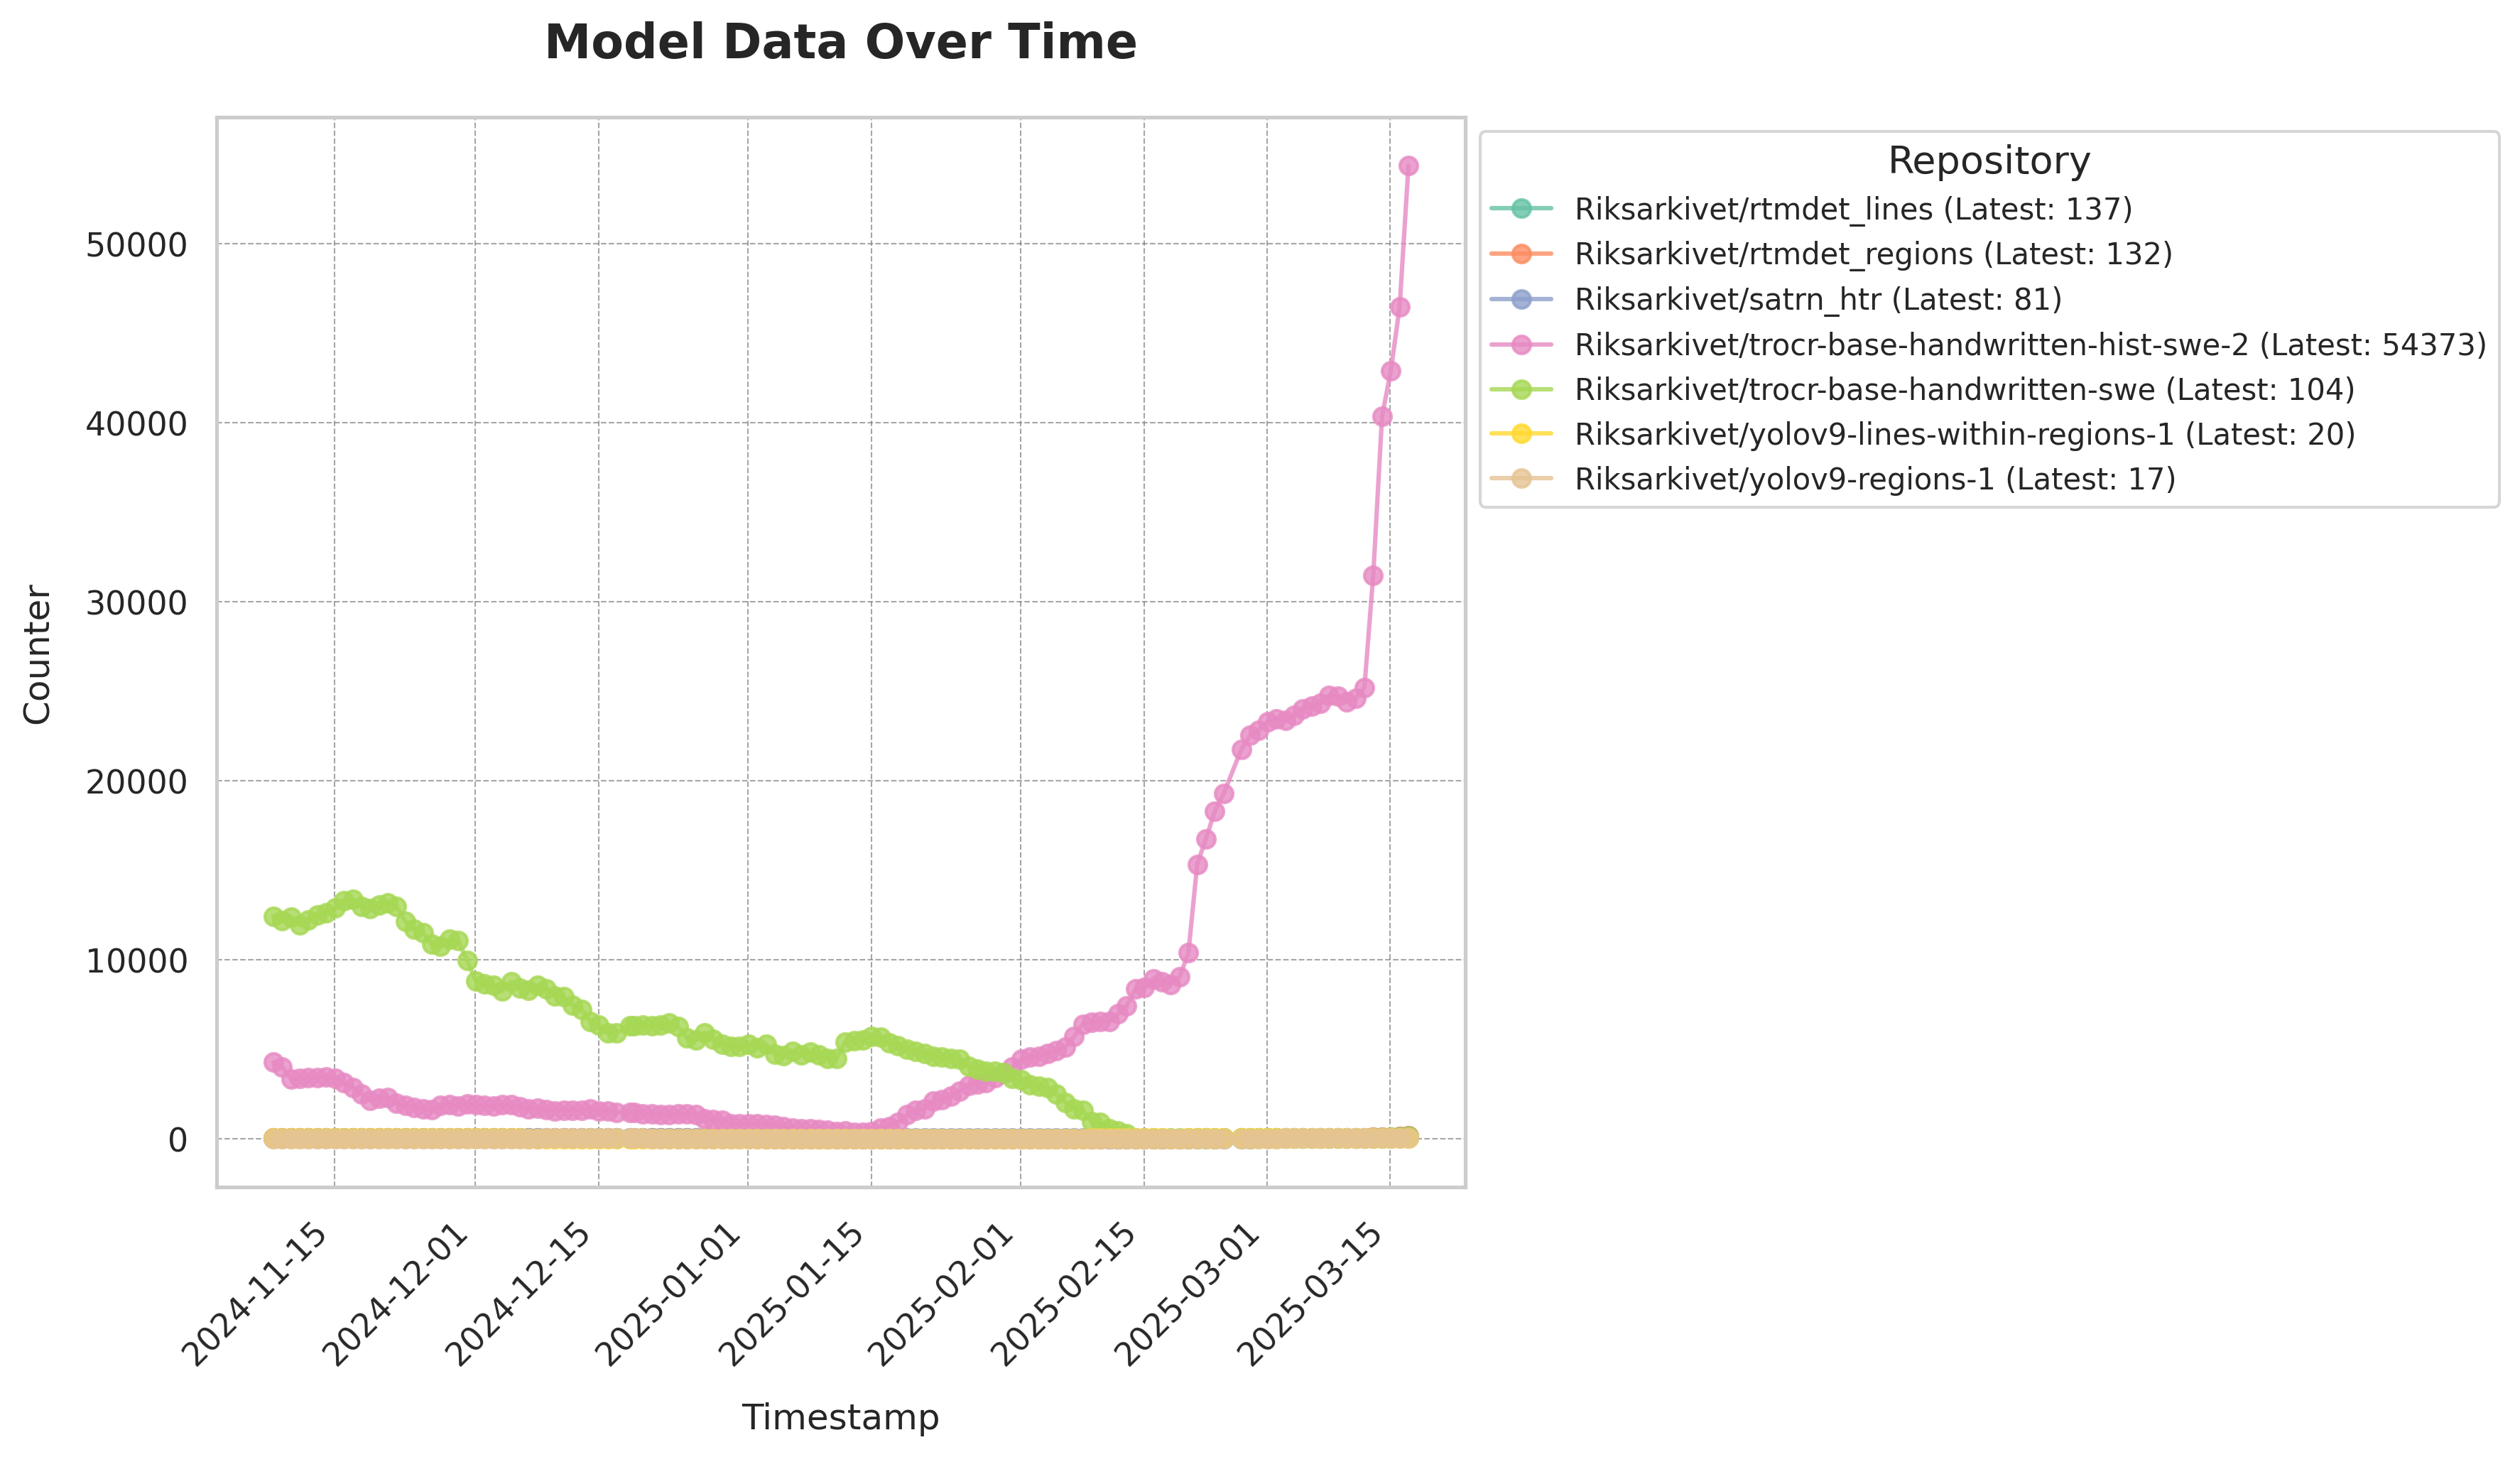 Model Data Over Time
Repository
Riksarkivet/rtmdet_lines (Latest: 137)
Riksarkivet/rtmdet_regions (Latest: 132)
Riksarkivet/satrn_htr (Latest: 81)
Riksarkivet/trocr-base-handwritten-hist-swe-2 (Latest: 54373)
Riksarkivet/trocr-base-handwritten-swe (Latest: 104)
Riksarkivet/yolov9-lines-within-regions-1 (Latest: 20)
Riksarkivet/yolov9-regions-1 (Latest: 17)
Counter
50000
40000
30000
20000
10000
0
2024-11-15
2024-12-01
2024-12-15
2025-01-01
2025-01-15
2025-02-01
2025-02-15
2025-03-01
2025-03-15
Timestamp